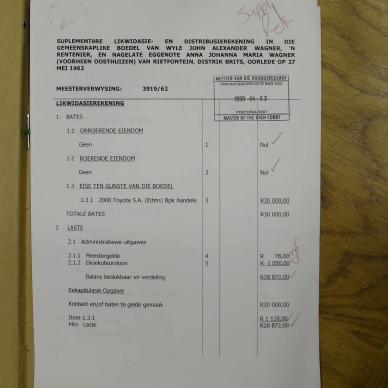 SUPLEMENTêRE LIKWIDASIE- EN DISTRIBUSIEREKENING IN DIE
GEMEENSKAPLIKE BOEDEL VAN WYLE JOHN ALEXANDER WAGNER, 'N
RENTENIER, EN NAGELATE EGGENOTE ANNA JOHANNA MARIA WAGNER
(VOORHEEN OOSTHUIZEN) VAN RIETFONTEIN, DISTRIK BRITS, OORLEDE OP 27
MEI 1962
MEESTER VAN DIE HOOGGEREGSHOF
MEESTERVERWYSING: 3919/62
1999-04-03
PRETORIA 0001
MASTER OF THE HIGH COURT
LIKWIDASIEREKENING
1. BATES
1.1 ONROERENDE EIENDOM
Geen 1 Nul
1.2 ROERENDE EIENDOM
Geen 2 Nul
1.3 EISE TEN GUNSTE VAN DIE BOEDEL
1.3.1 2000 Toyota S.A. (Edms) Bpk Aandele 3 R30 000,00
TOTALE BATES R30 000,00
2 LASTE
2.1 Administratiewe uitgawes
2.1.1 Meestergelde 4 R 78,00
2.1.2 Eksekuteursloon 5 R 1 050,00
Balans beskikbaar vir verdeling R28 872,00
Rekapitulasie Opgawe
Kontant en/of bates te gelde gemaak R30 000,00
Item 1.3.1 R 1 128,00
Min: Laste R28 872,00